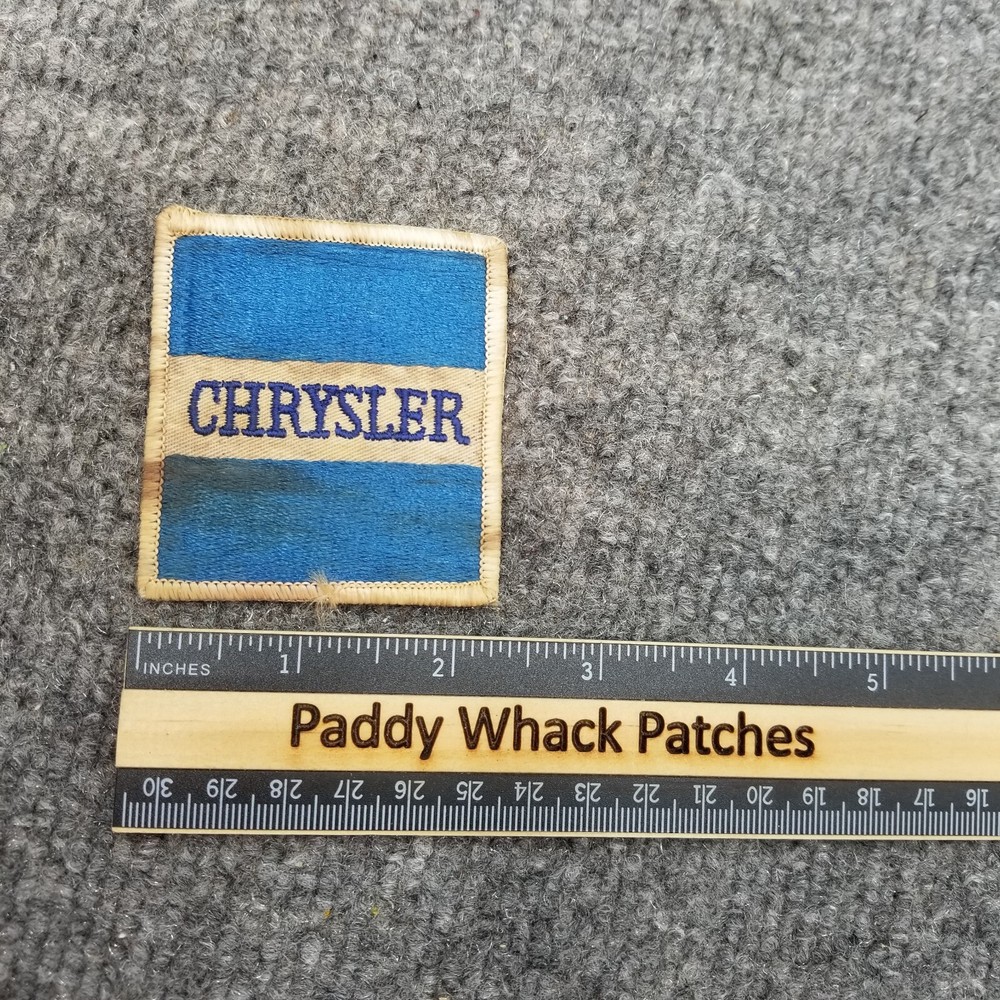 CHRYSLER
INCHES 1 2 3 4 5
Paddy Whack Patches
30 29 28 27 26 25 24 23 22 21 20 19 18 17 16